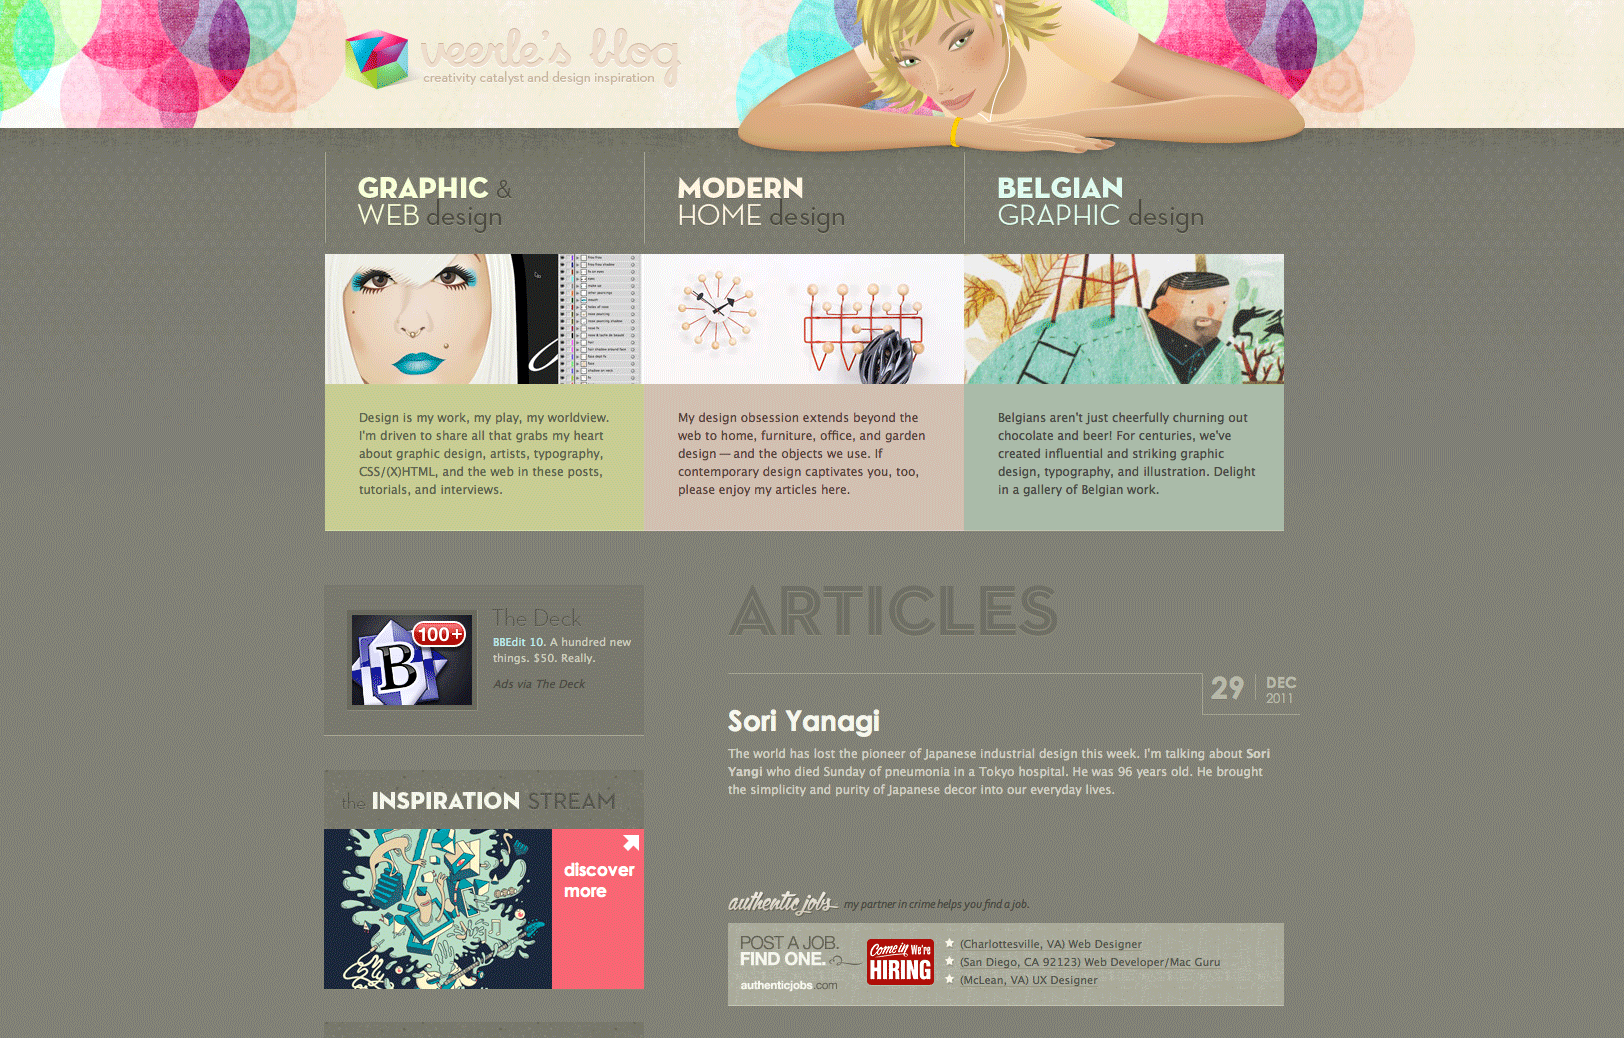 veerle's blog
creativity catalyst and design inspiration
GRAPHIC &
WEB design
MODERN
HOME design
BELGIAN
GRAPHIC design
Design is my work, my play, my worldview.
I'm driven to share all that grabs my heart
about graphic design, artists, typography,
CSS/(X)HTML, and the web in these posts,
tutorials, and interviews.
My design obsession extends beyond the
web to home, furniture, office, and garden
design — and the objects we use. If
contemporary design captivates you, too,
please enjoy my articles here.
Belgians aren't just cheerfully churning out
chocolate and beer! For centuries, we've
created influential and striking graphic
design, typography, and illustration. Delight
in a gallery of Belgian work.
100+
B
The Deck
BBEdit 10. A hundred new
things. $50. Really.
Ads via The Deck
the INSPIRATION STREAM
discover
more
ARTICLES
29 DEC
2011
Sori Yanagi
The world has lost the pioneer of Japanese industrial design this week. I'm talking about Sori
Yangi who died Sunday of pneumonia in a Tokyo hospital. He was 96 years old. He brought
the simplicity and purity of Japanese decor into our everyday lives.
authentic jobs my partner in crime helps you find a job.
POST A JOB.
FIND ONE.
authenticjobs.com
Come in We're
HIRING
(Charlottesville, VA) Web Designer
(San Diego, CA 92123) Web Developer/Mac Guru
(McLean, VA) UX Designer